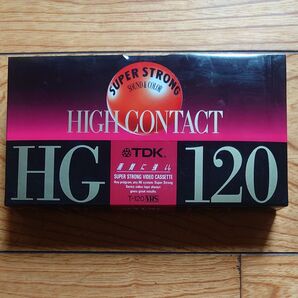 SUPER STRONG
SOUND & COLOR
HIGH CONTACT
HG
TDK
120
SUPER STRONG VIDEO CASSETTE
T-120 VHS